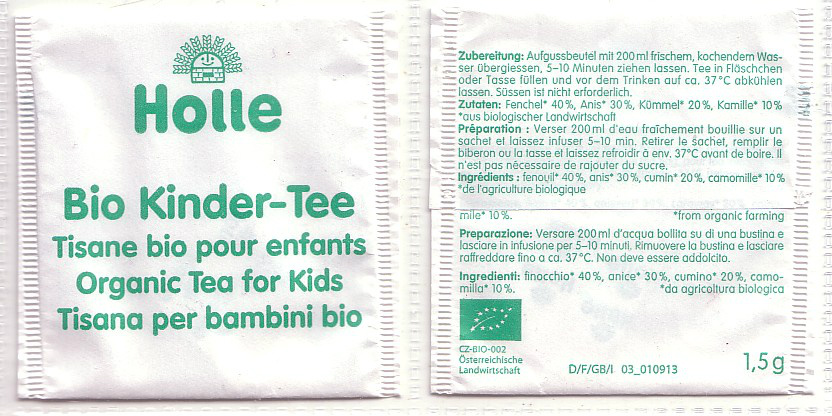 Holle
Bio Kinder-Tee
Tisane bio pour enfants
Organic Tea for Kids
Tisana per bambini bio
Zubereitung: Aufgussbeutel mit 200 ml frischem, kochendem Was-
ser übergiessen, 5–10 Minuten ziehen lassen. Tee in Fläschchen
oder Tasse füllen und vor dem Trinken auf ca. 37°C abkühlen
lassen. Süssen ist nicht erforderlich.
Zutaten: Fenchel* 40%, Anis* 30%, Kümmel* 20%, Kamille* 10%
*aus biologischer Landwirtschaft
Préparation : Verser 200 ml d'eau fraîchement bouillie sur un
sachet et laissez infuser 5–10 min. Retirer le sachet, remplir le
biberon ou la tasse et laissez refroidir à env. 37°C avant de boire. Il
n'est pas nécessaire de rajouter du sucre.
Ingrédients : fenouil* 40%, anis* 30%, cumin* 20%, camomille* 10%
*de l'agriculture biologique
mile* 10%. *from organic farming
Preparazione: Versare 200 ml d'acqua bollita su di una bustina e
lasciare in infusione per 5–10 minuti. Rimuovere la bustina e lasciare
raffreddare fino a ca. 37°C. Non deve essere addolcito.
Ingredienti: finocchio* 40%, anice* 30%, cumino* 20%, camo-
milla* 10%. *da agricoltura biologica
CZ-BIO-002
Österreichische
Landwirtschaft
D/F/GB/I 03_010913
1,5 g